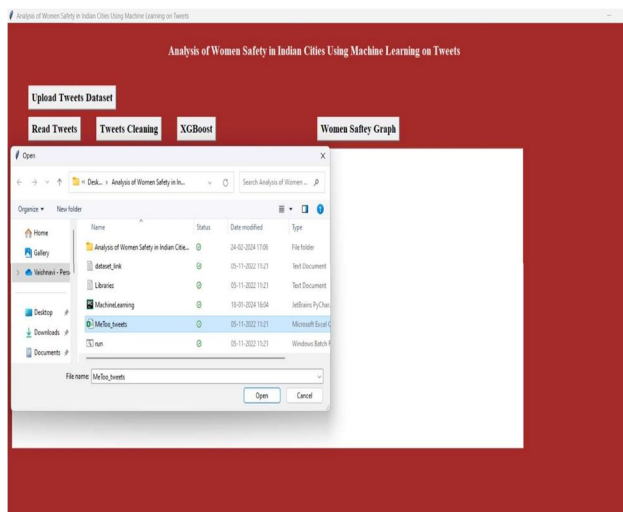 Analysis of Women Safety in Indian Cities Using Machine Learning on Tweets
Analysis of Women Safety in Indian Cities Using Machine Learning on Tweets
Upload Tweets Dataset
Read Tweets Tweets Cleaning XGBoost Women Saftey Graph
Open
« Desk... › Analysis of Women Safety in In... Search Analysis of Women ...
Organize New folder
Name Status Date modified Type
Home
Gallery
Vaishnavi - Pers
Desktop
Downloads
Documents
Analysis of Women Safety in Indian Citie... 24-02-2024 17:06 File folder
dataset_link 05-11-2022 11:21 Text Document
Libraries 05-11-2022 11:21 Text Document
MachineLearning 18-01-2024 16:04 JetBrains PyChar
MeToo_tweets 05-11-2022 11:21 Microsoft Excel C
run 05-11-2022 11:21 Windows Batch F
File name: MeToo_tweets
Open Cancel